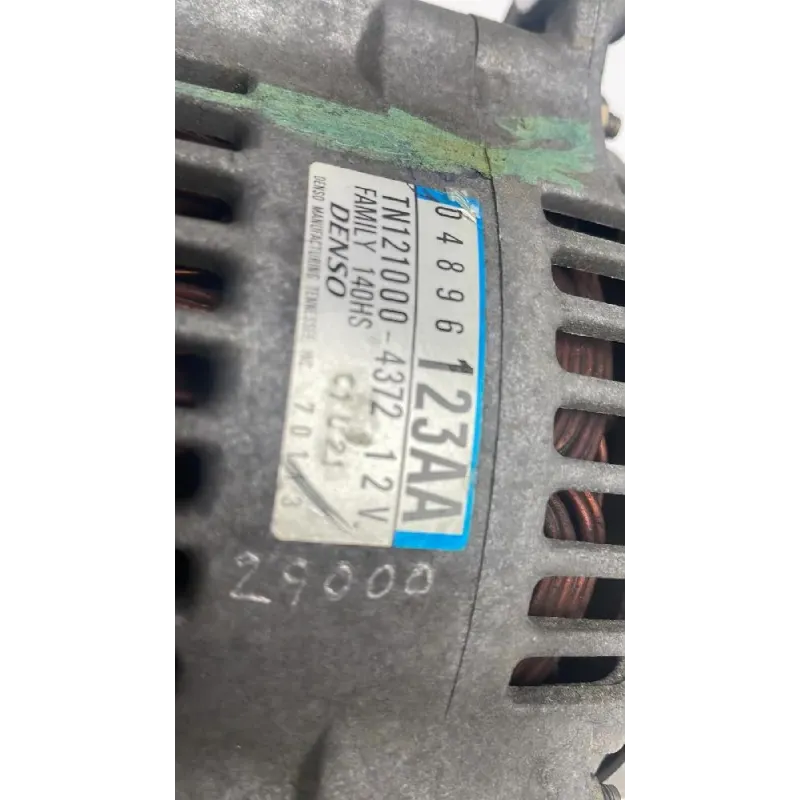 04896123AA
TN121000-4372 12V
FAMILY 140HS
DENSO
DENSO MANUFACTURING TENNESSEE INC
29000